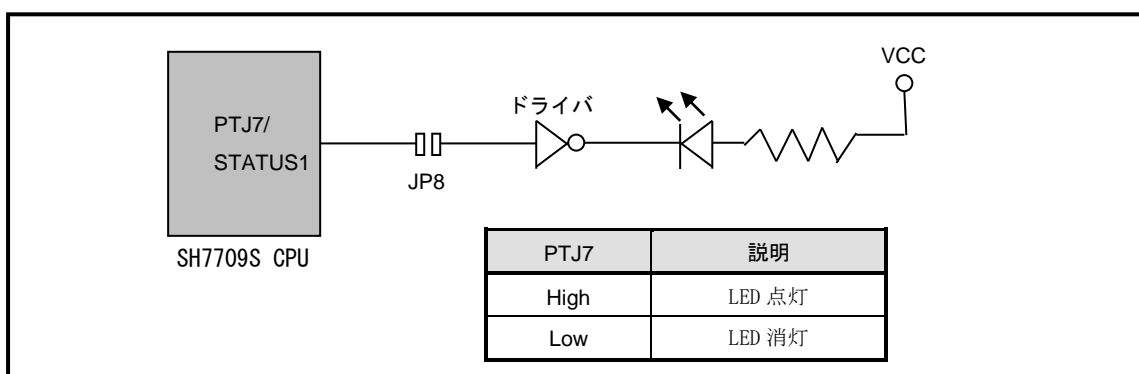 VCC
ドライバ
PTJ7/
STATUS1
JP8
SH7709S CPU
PTJ7 説明
High LED 点灯
Low LED 消灯